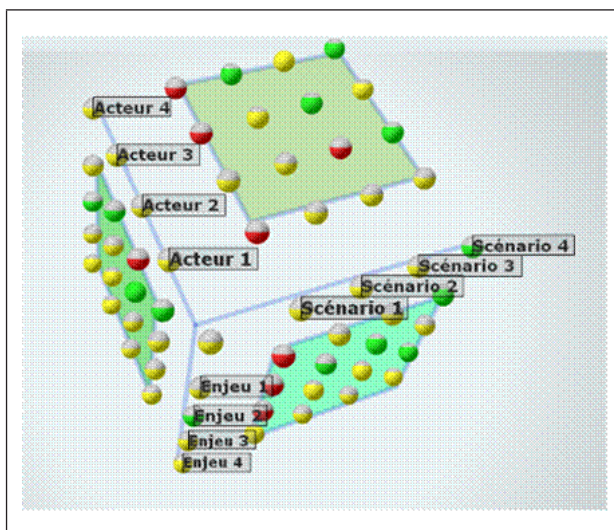 Acteur 4
Acteur 3
Acteur 2
Acteur 1
Scénario 4
Scénario 3
Scénario 2
Scénario 1
Enjeu 1
Enjeu 2
Enjeu 3
Enjeu 4